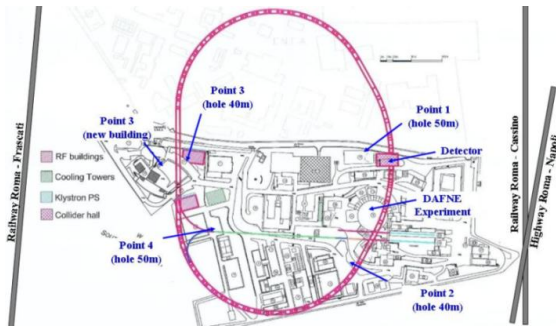 Railway Roma - Frascati
Point 3
(hole 40m)
Point 3
(new building)
Point 1
(hole 50m)
Detector
RF buildings
Cooling Towers
Klystron PS
Collider hall
DAFNE
Experiment
Point 4
(hole 50m)
Point 2
(hole 40m)
Railway Roma - Cassino
Highway Roma - Napoli